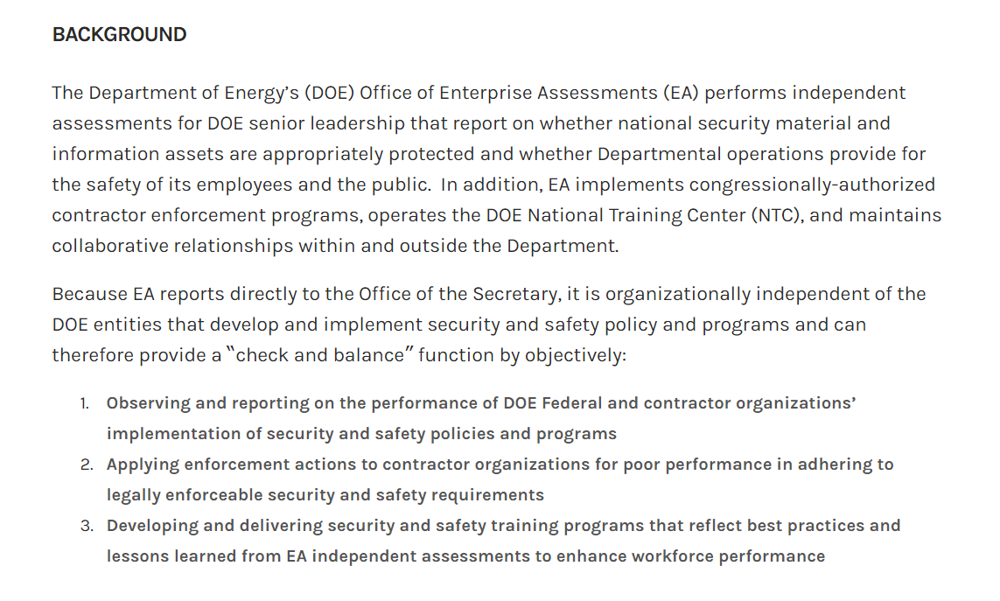 BACKGROUND
The Department of Energy’s (DOE) Office of Enterprise Assessments (EA) performs independent
assessments for DOE senior leadership that report on whether national security material and
information assets are appropriately protected and whether Departmental operations provide for
the safety of its employees and the public.  In addition, EA implements congressionally-authorized
contractor enforcement programs, operates the DOE National Training Center (NTC), and maintains
collaborative relationships within and outside the Department.
Because EA reports directly to the Office of the Secretary, it is organizationally independent of the
DOE entities that develop and implement security and safety policy and programs and can
therefore provide a “check and balance” function by objectively:
1. Observing and reporting on the performance of DOE Federal and contractor organizations’
implementation of security and safety policies and programs
2. Applying enforcement actions to contractor organizations for poor performance in adhering to
legally enforceable security and safety requirements
3. Developing and delivering security and safety training programs that reflect best practices and
lessons learned from EA independent assessments to enhance workforce performance